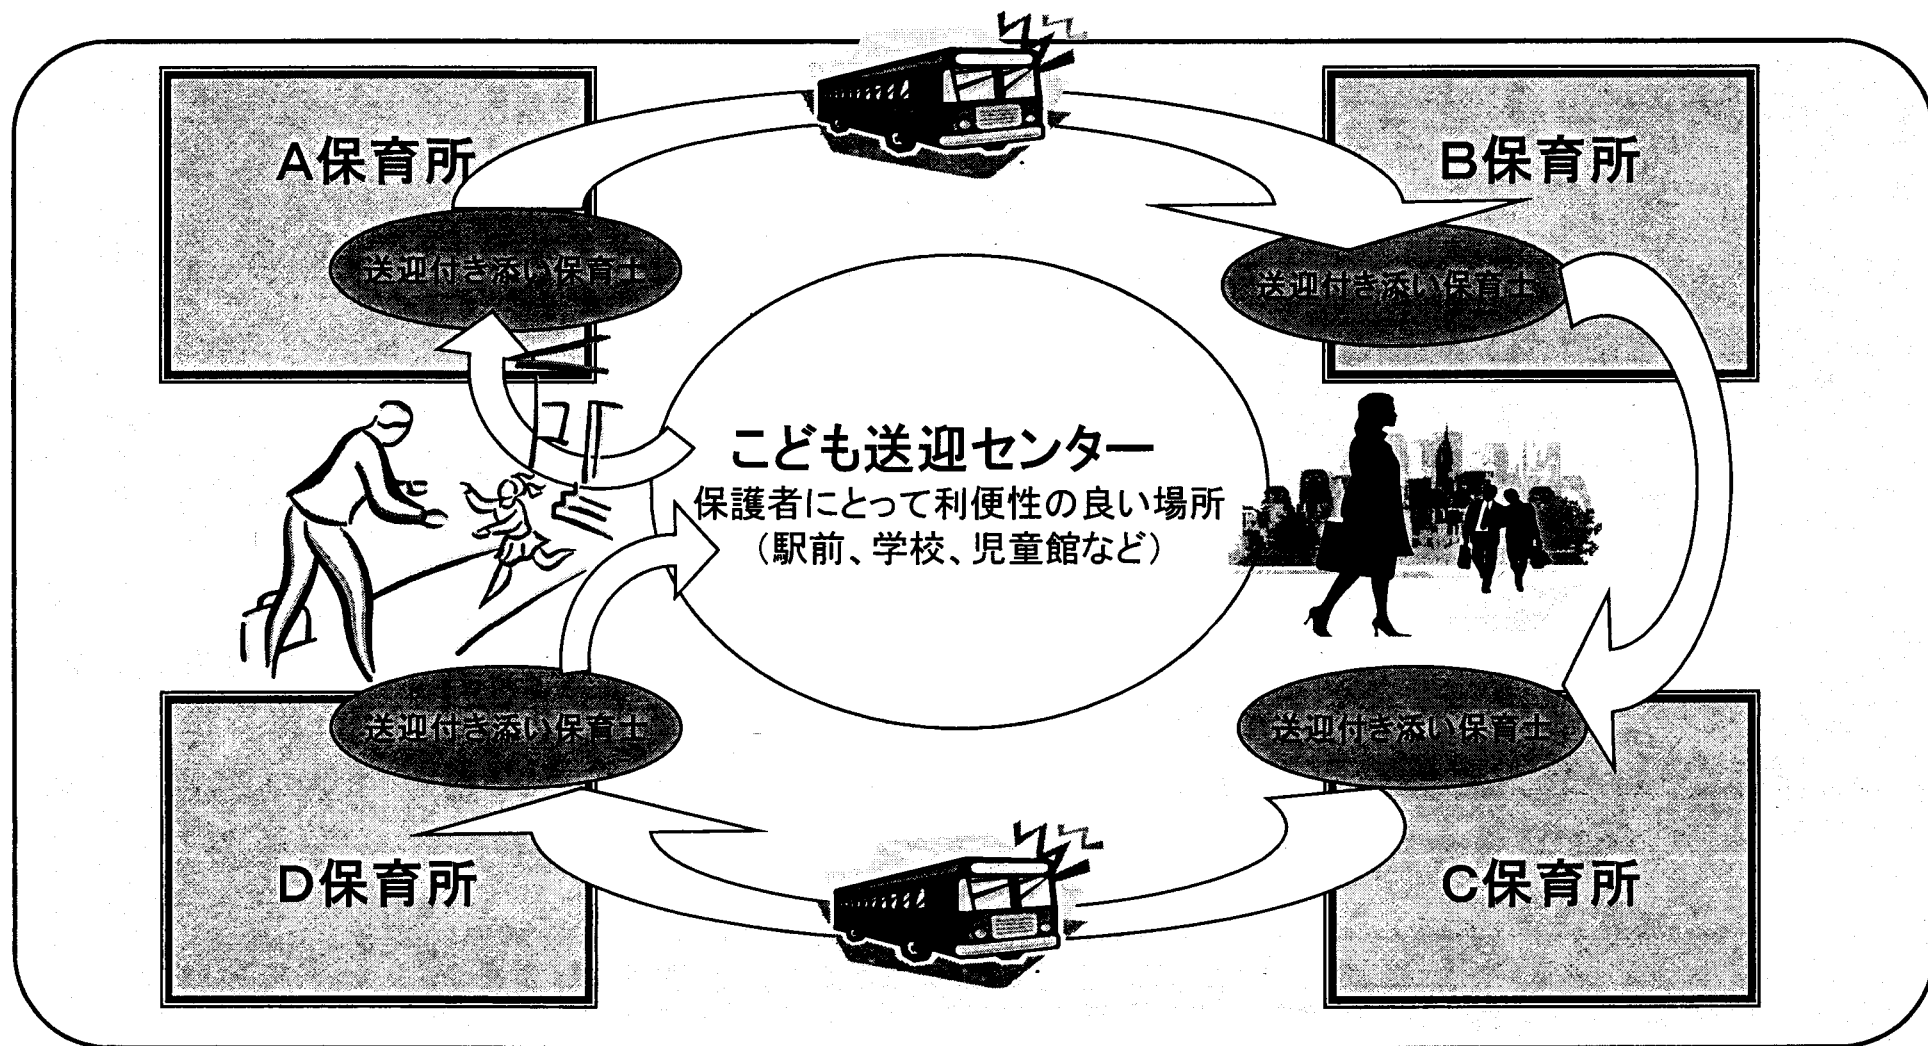 A保育所
B保育所
送迎付き添い保育士
送迎付き添い保育士
こども送迎センター
保護者にとって利便性の良い場所
（駅前、学校、児童館など）
送迎付き添い保育士
送迎付き添い保育士
D保育所
C保育所